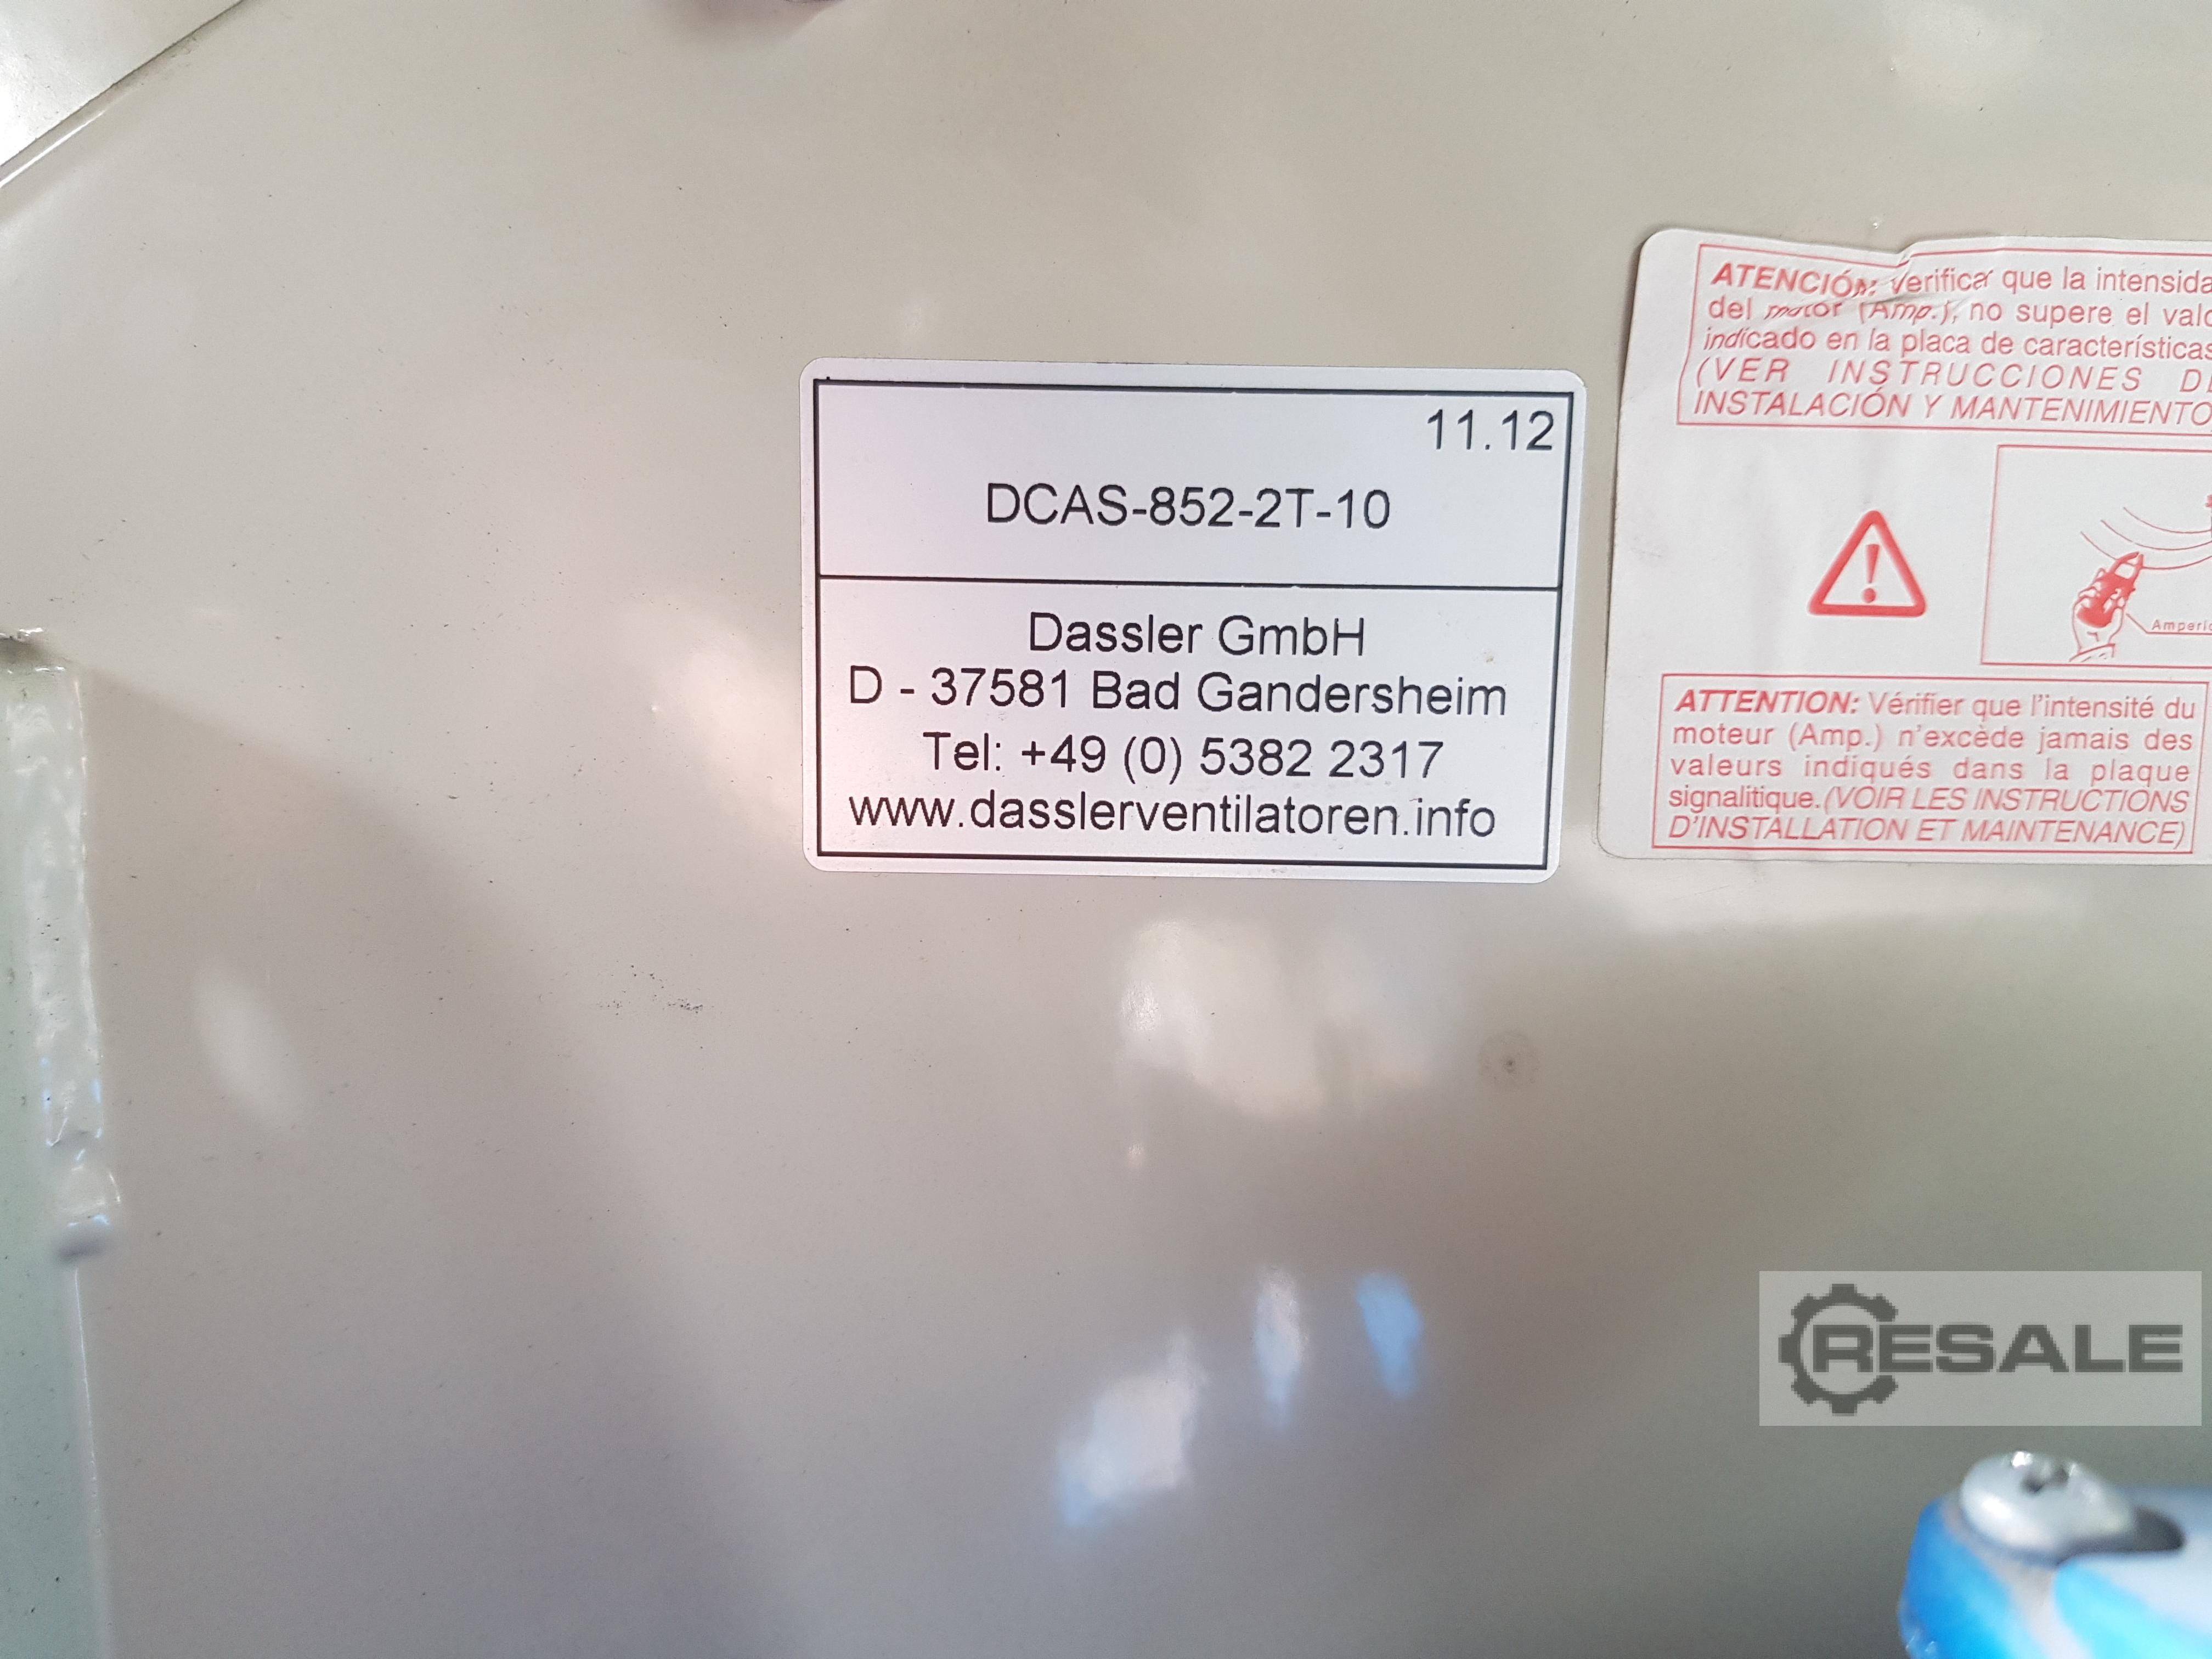 11.12
DCAS-852-2T-10
Dassler GmbH
D - 37581 Bad Gandersheim
Tel: +49 (0) 5382 2317
www.dasslerventilatoren.info
ATENCIÓN: Verificar que la intensida
del motor (Amp.), no supere el valo
indicado en la placa de características
(VER INSTRUCCIONES DE
INSTALACIÓN Y MANTENIMIENTO
Amperí
ATTENTION: Vérifier que l'intensité du
moteur (Amp.) n'excède jamais des
valeurs indiqués dans la plaque
signalitique.(VOIR LES INSTRUCTIONS
D'INSTALLATION ET MAINTENANCE)
RESALE